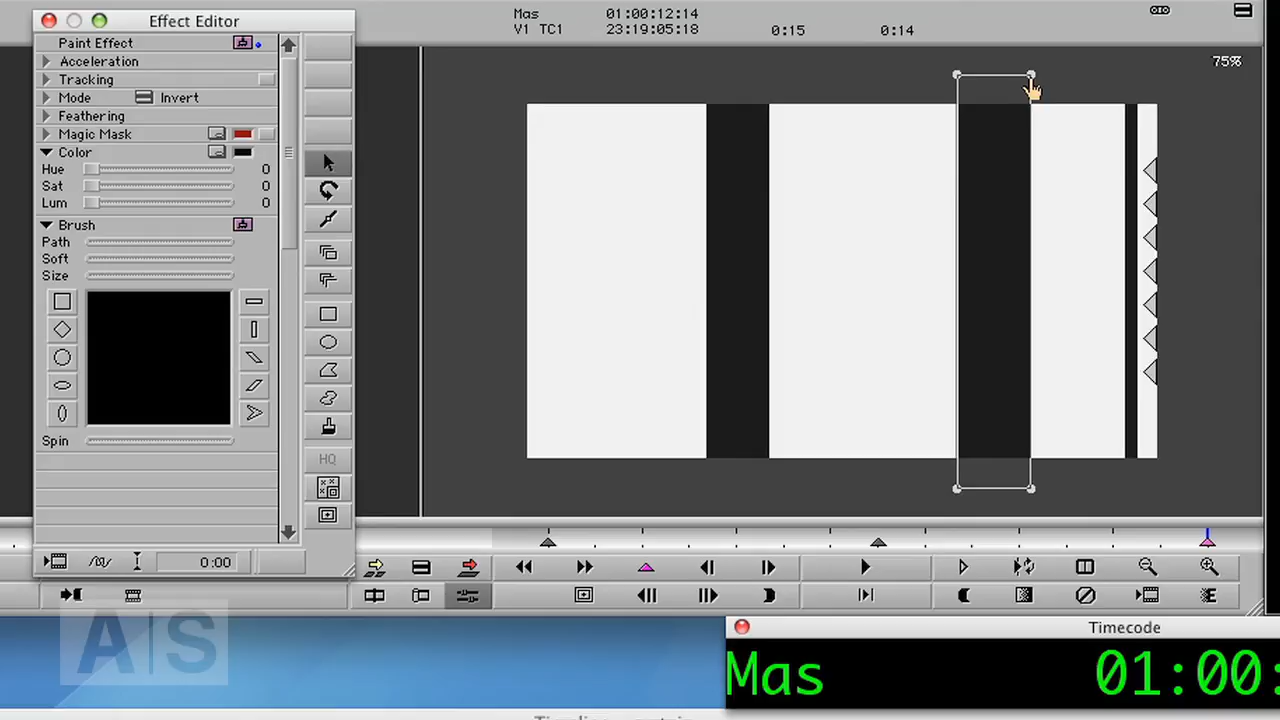 Effect Editor
Paint Effect
Acceleration
Tracking
Mode Invert
Feathering
Magic Mask
Color
Hue 0
Sat 0
Lum 0
Brush
Path
Soft
Size
Spin
HQ
0:00
Mas 01:00:12:14
V1 TC1 23:19:05:18 0:15 0:14
75%
A|S
Timecode
Mas 01:00: